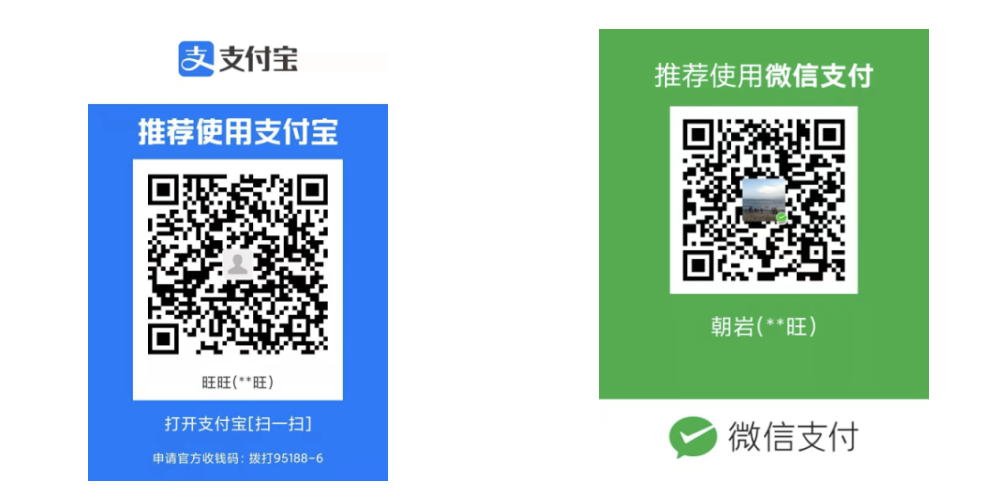 支付宝
推荐使用支付宝
旺旺(**旺)
打开支付宝[扫一扫]
申请官方收钱码：拨打95188-6
推荐使用微信支付
朝岩(**旺)
微信支付